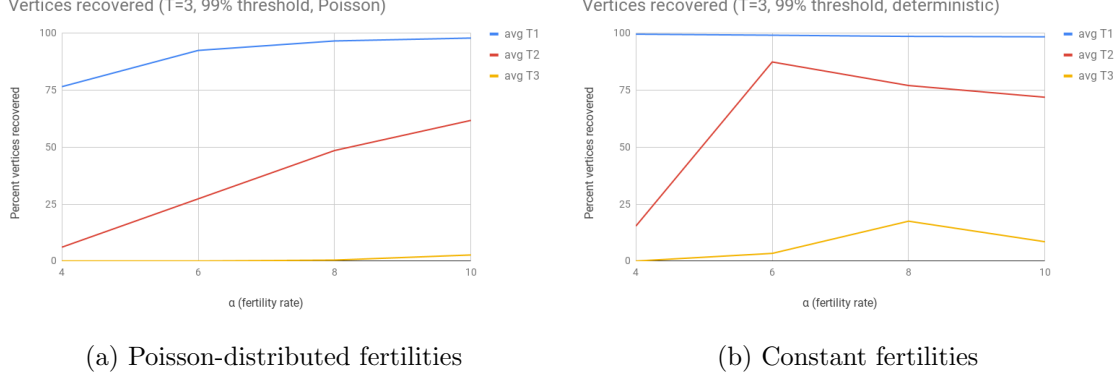 Vertices recovered (T=3, 99% threshold, Poisson)
100
75
50
25
0
Percent vertices recovered
4
6
8
10
α (fertility rate)
avg T1
avg T2
avg T3
(a) Poisson-distributed fertilities
Vertices recovered (T=3, 99% threshold, deterministic)
100
75
50
25
0
Percent vertices recovered
4
6
8
10
α (fertility rate)
avg T1
avg T2
avg T3
(b) Constant fertilities